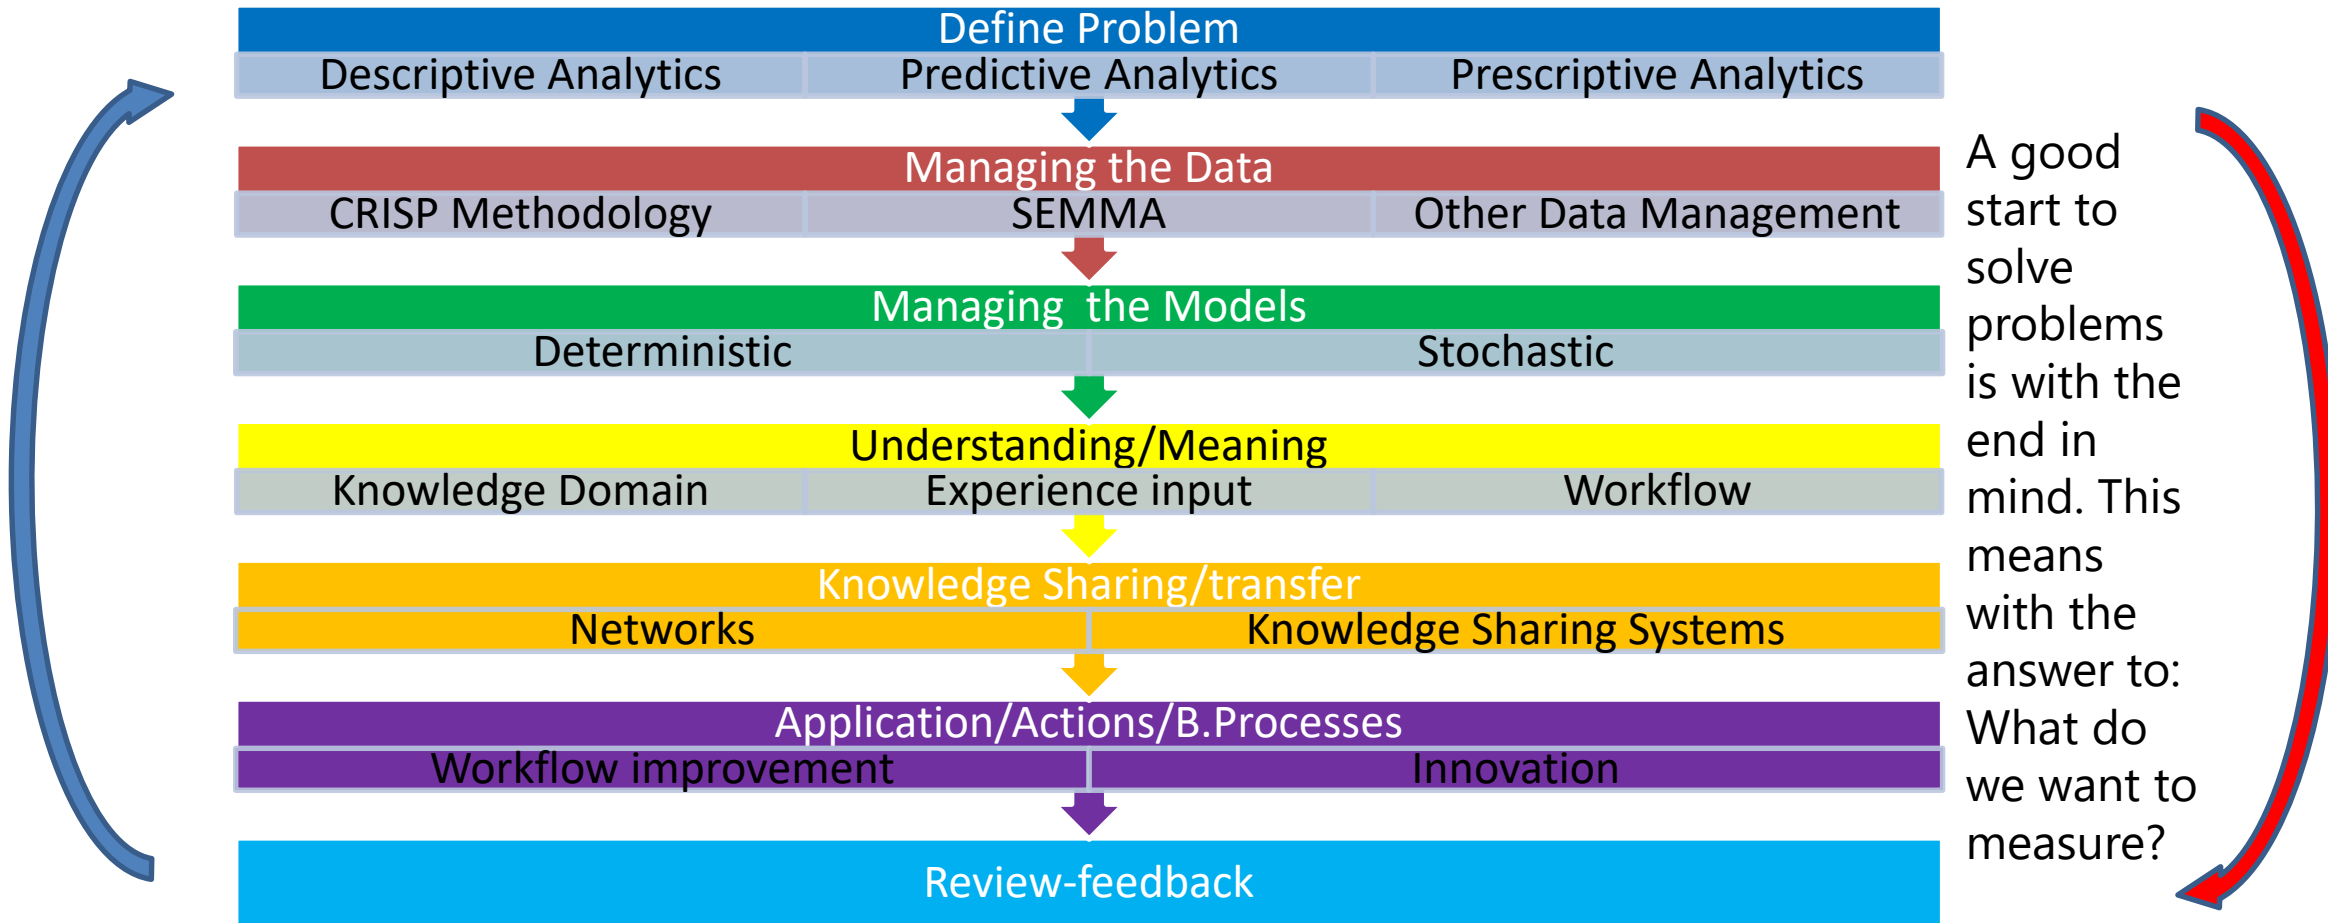 Define Problem
Descriptive Analytics
Predictive Analytics
Prescriptive Analytics
Managing the Data
CRISP Methodology
SEMMA
Other Data Management
Managing  the Models
Deterministic
Stochastic
Understanding/Meaning
Knowledge Domain
Experience input
Workflow
Knowledge Sharing/transfer
Networks
Knowledge Sharing Systems
Application/Actions/B.Processes
Workflow improvement
Innovation
Review-feedback
A good
start to
solve
problems
is with the
end in
mind. This
means
with the
answer to:
What do
we want to
measure?